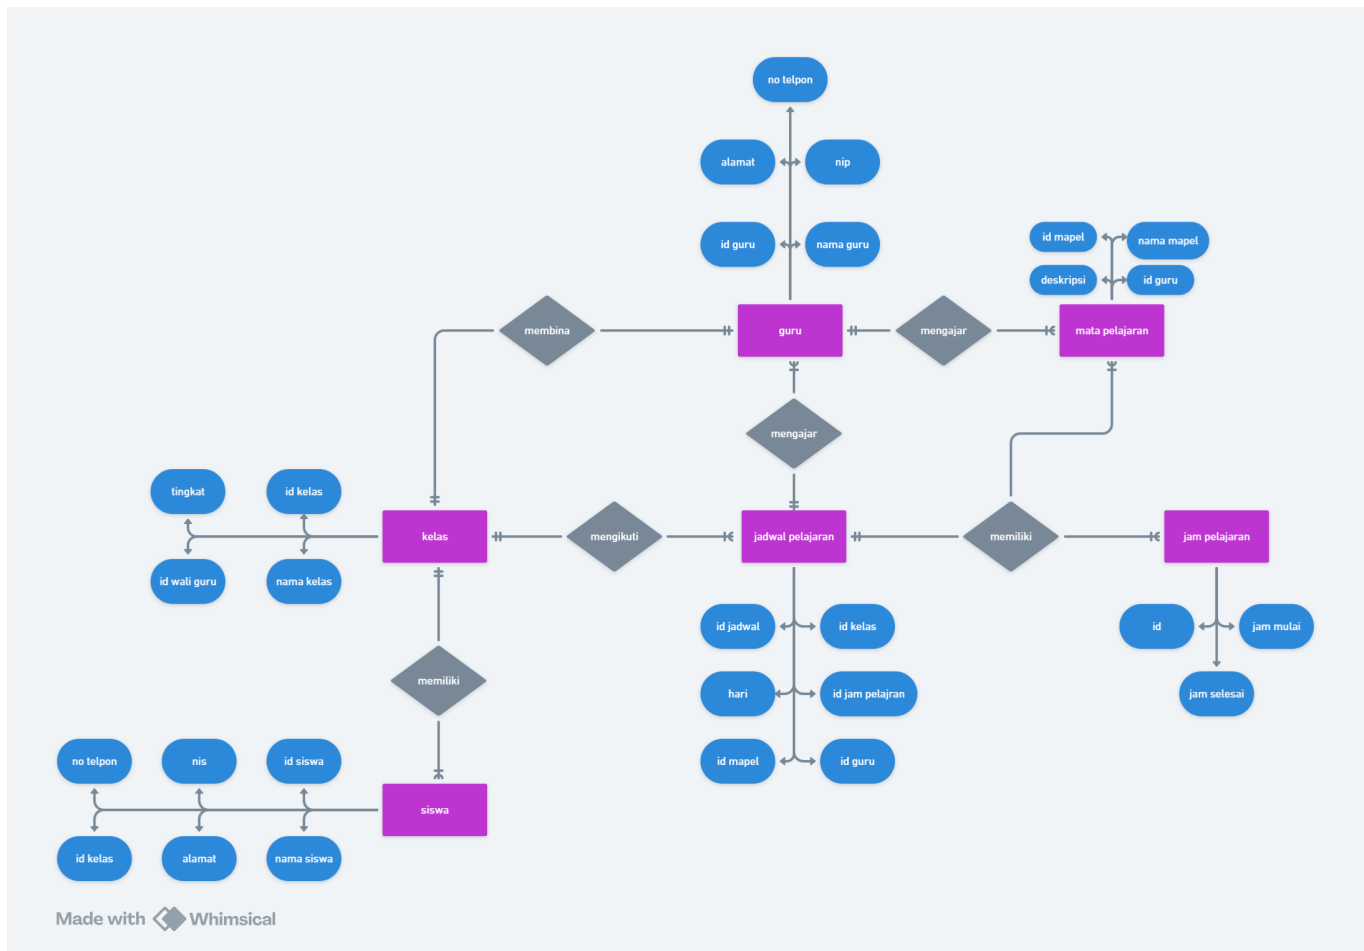 no telpon
alamat
nip
id guru
nama guru
id mapel
nama mapel
deskripsi
id guru
membina
guru
mengajar
mata pelajaran
mengajar
tingkat
id kelas
kelas
mengikuti
jadwal pelajaran
memiliki
jam pelajaran
id wali guru
nama kelas
id jadwal
id kelas
id
jam mulai
memiliki
hari
id jam pelajran
jam selesai
no telpon
nis
id siswa
id mapel
id guru
siswa
id kelas
alamat
nama siswa
Made with Whimsical